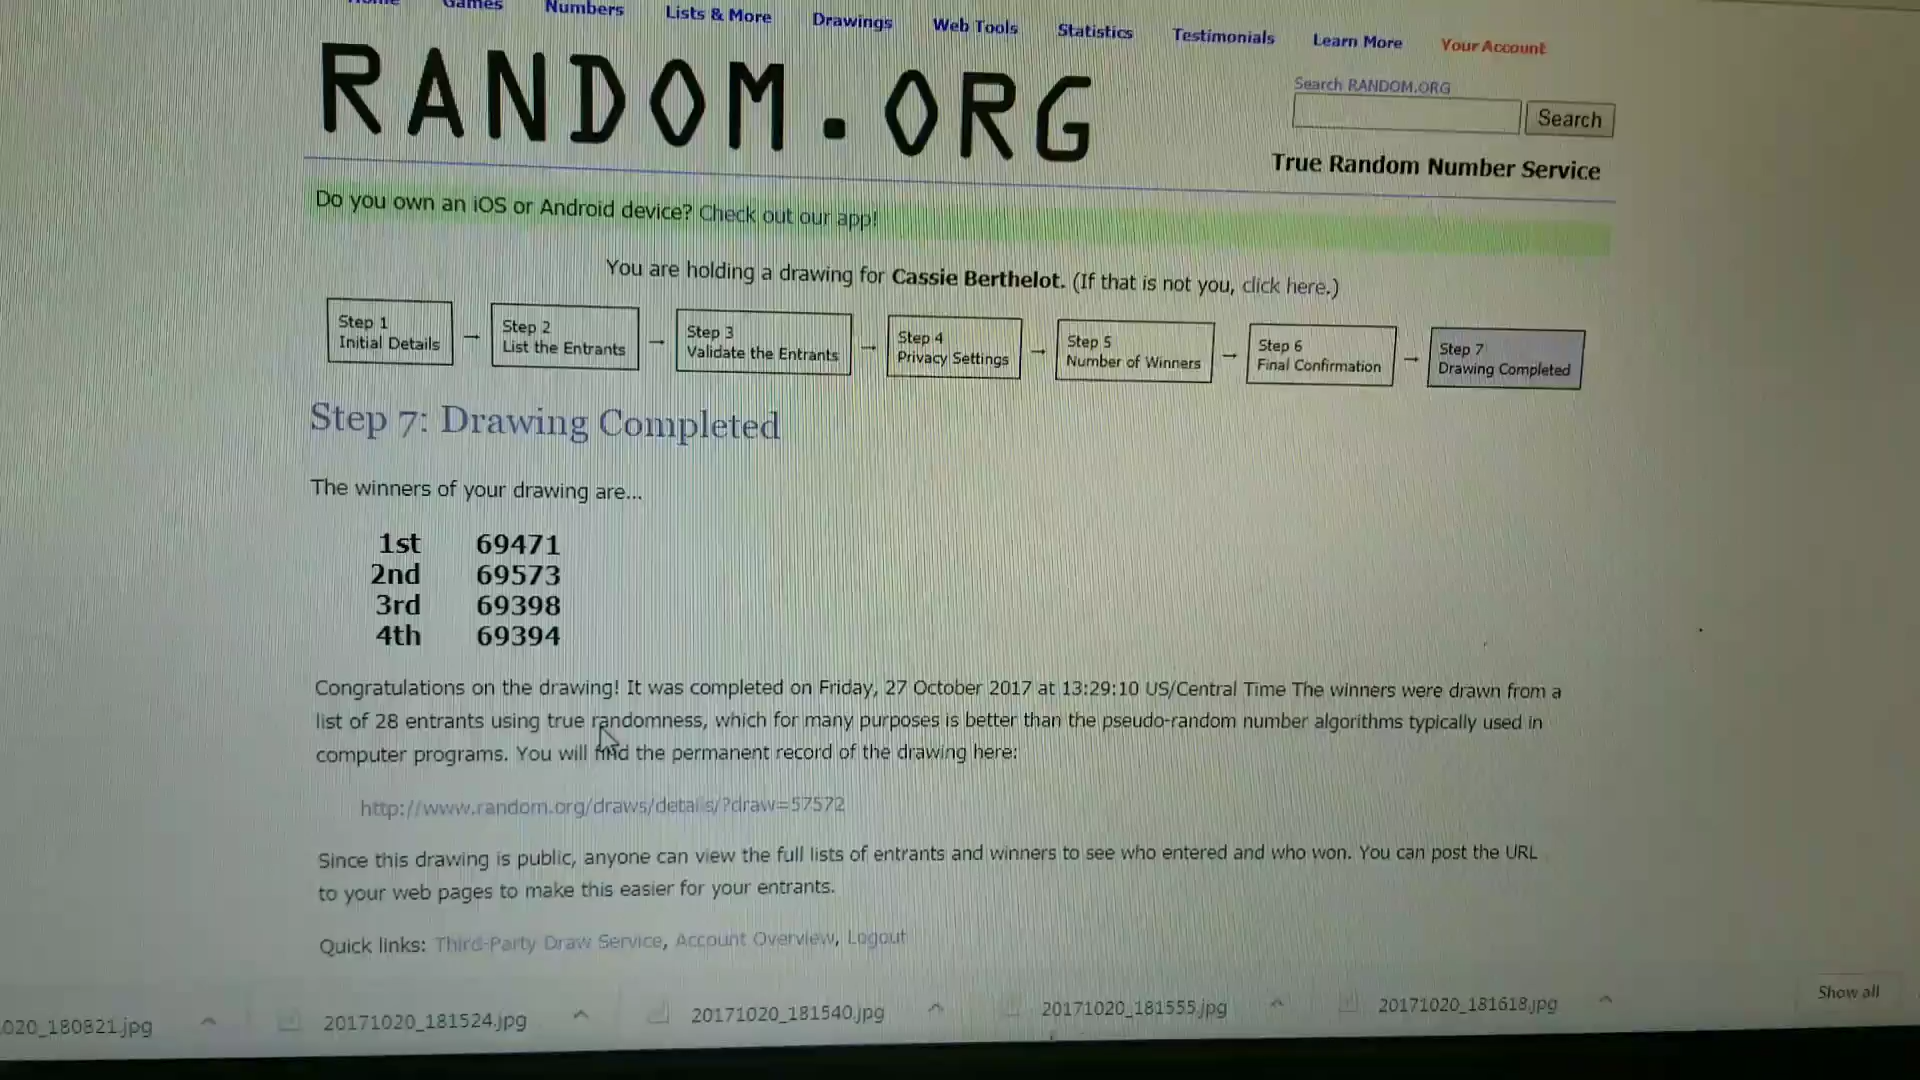 Home Games Numbers Lists & More Drawings Web Tools Statistics Testimonials Learn More Your Account
RANDOM.ORG
Search RANDOM.ORG
Search
True Random Number Service
Do you own an iOS or Android device? Check out our app!
You are holding a drawing for Cassie Berthelot. (If that is not you, click here.)
Step 1
Initial Details
→
Step 2
List the Entrants
→
Step 3
Validate the Entrants
→
Step 4
Privacy Settings
→
Step 5
Number of Winners
→
Step 6
Final Confirmation
→
Step 7
Drawing Completed
Step 7: Drawing Completed
The winners of your drawing are...
1st 69471
2nd 69573
3rd 69398
4th 69394
Congratulations on the drawing! It was completed on Friday, 27 October 2017 at 13:29:10 US/Central Time The winners were drawn from a
list of 28 entrants using true randomness, which for many purposes is better than the pseudo-random number algorithms typically used in
computer programs. You will find the permanent record of the drawing here:
http://www.random.org/draws/details/?draw=57572
Since this drawing is public, anyone can view the full lists of entrants and winners to see who entered and who won. You can post the URL
to your web pages to make this easier for your entrants.
Quick links: Third-Party Draw Service, Account Overview, Logout
020_180821.jpg 20171020_181524.jpg 20171020_181540.jpg 20171020_181555.jpg 20171020_181618.jpg Show all